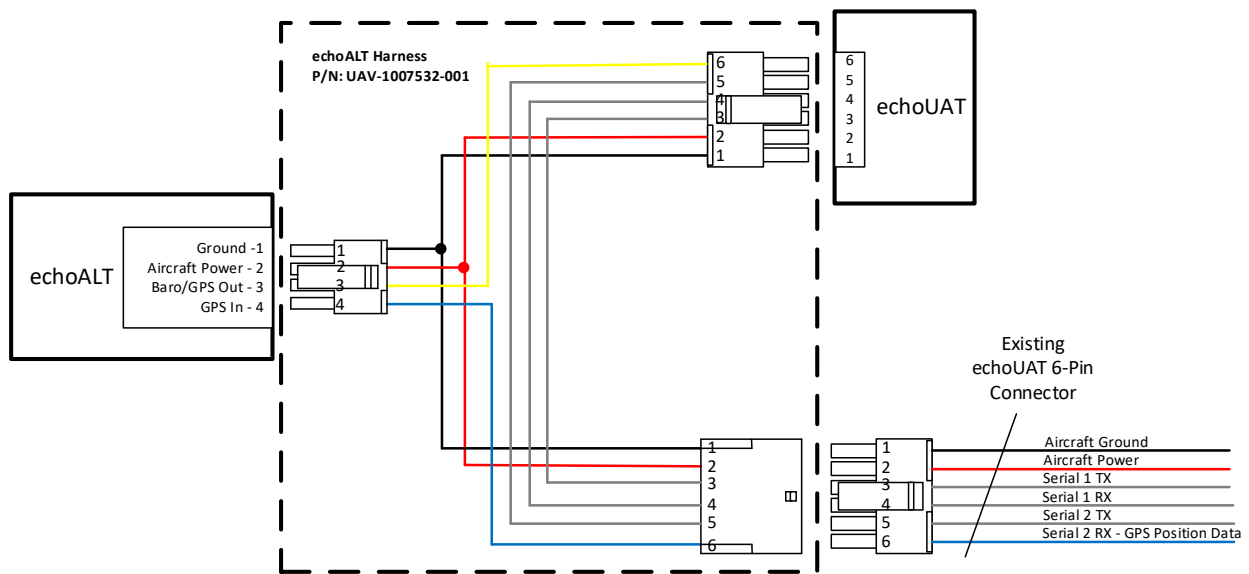 echoALT Harness
P/N: UAV-1007532-001
6
5
4
3
2
1
6
5
4
3
2
1
echoUAT
echoALT
Ground -1
Aircraft Power - 2
Baro/GPS Out - 3
GPS In - 4
1
2
3
4
Existing
echoUAT 6-Pin
Connector
1
2
3
4
5
6
1
2
3
4
5
6
Aircraft Ground
Aircraft Power
Serial 1 TX
Serial 1 RX
Serial 2 TX
Serial 2 RX - GPS Position Data